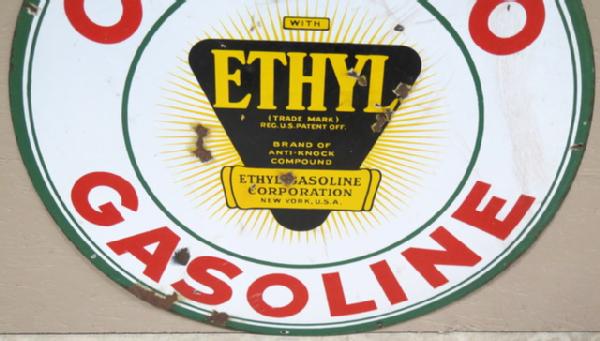 WITH
ETHYL
(TRADE MARK)
REG. U.S. PATENT OFF.
BRAND OF
ANTI-KNOCK
COMPOUND
ETHYL GASOLINE
CORPORATION
NEW YORK, U.S.A.
GASOLINE